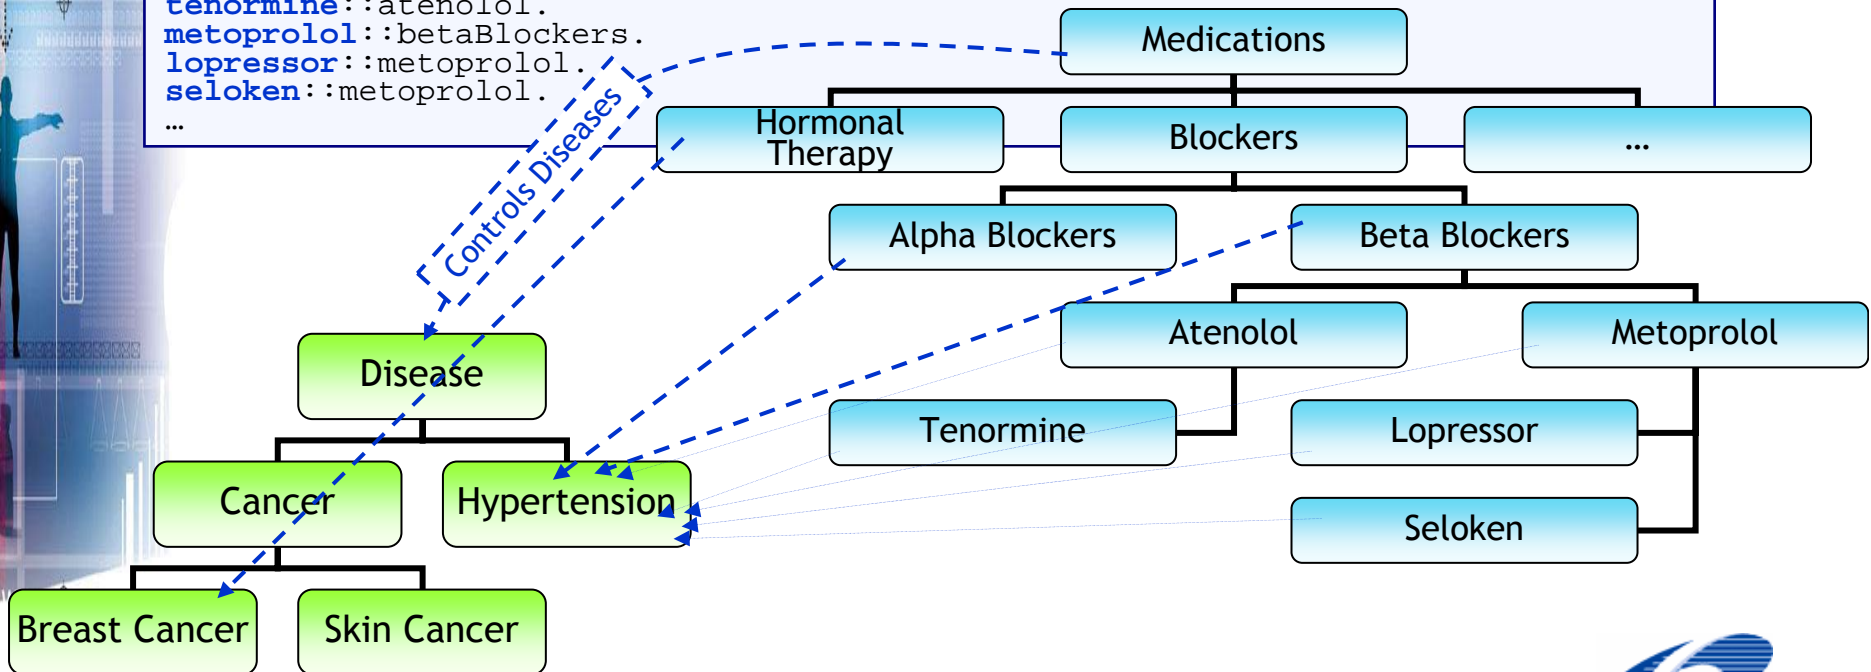 tenormine::atenolol.
metoprolol::betaBlockers.
lopressor::metoprolol.
seloken::metoprolol.
…
Medications
Hormonal
Therapy
Blockers
…
Controls Diseases
Alpha Blockers
Beta Blockers
Atenolol
Metoprolol
Disease
Tenormine
Lopressor
Cancer
Hypertension
Seloken
Breast Cancer
Skin Cancer